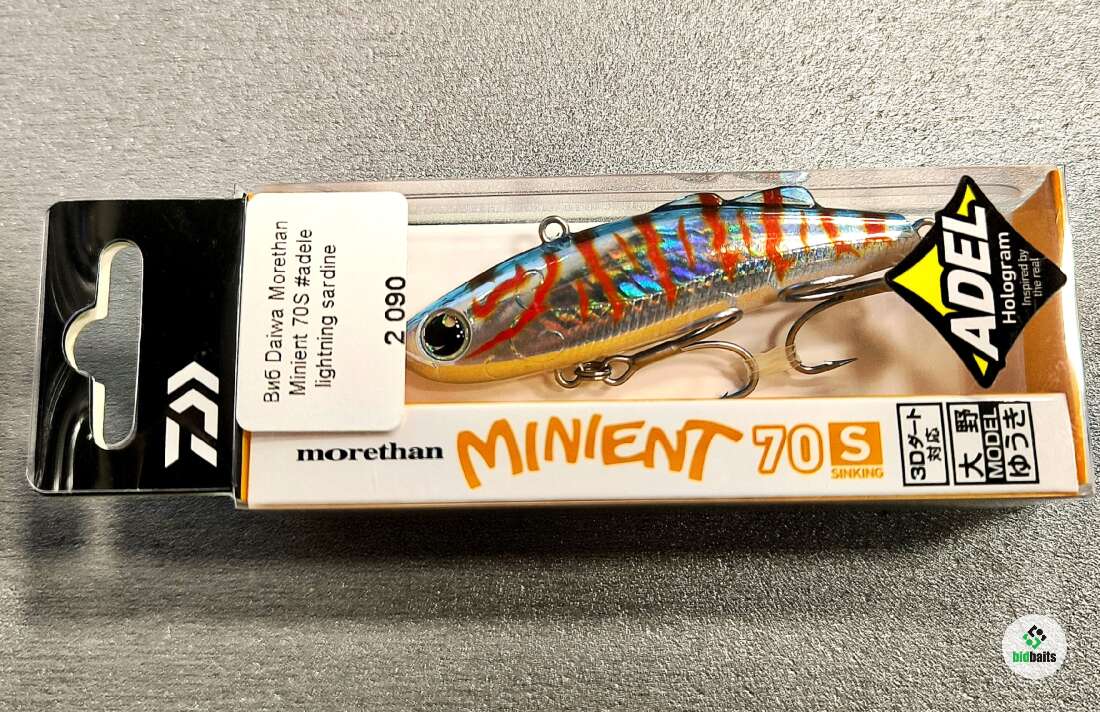 Виб Daiwa Morethan
Minient 70S #adele
lightning sardine
2 090
ADEL
Hologram
Inspired by
the real
morethan MINIENT 70 S
SINKING
3Dダート
対応
大野
MODEL
ゆうき
bidbaits